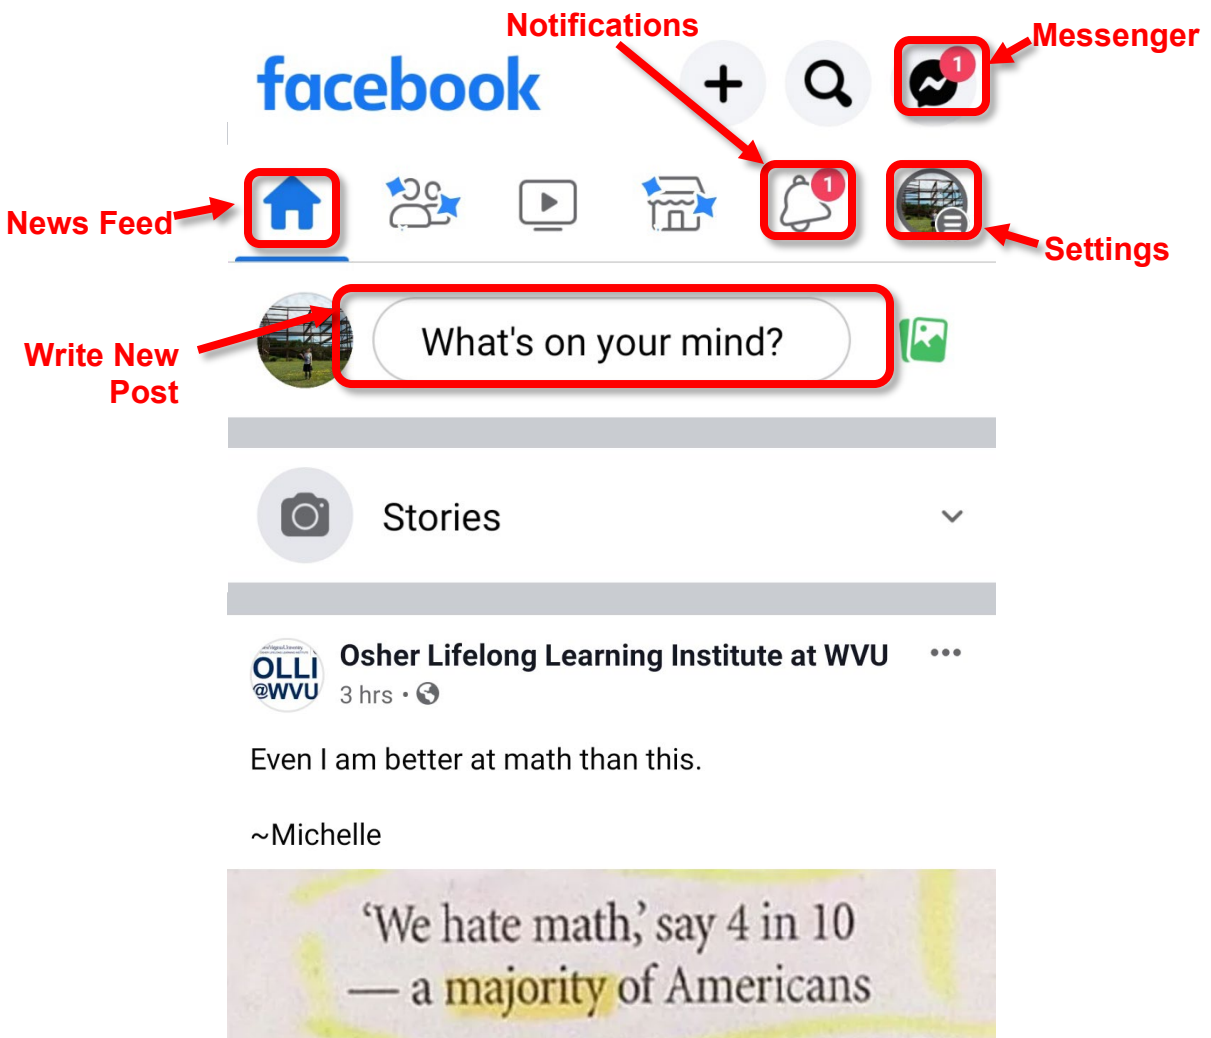 Notifications
Messenger
facebook
1
1
News Feed
Settings
What's on your mind?
Write New
Post
Stories
OLLI
@WVU
Osher Lifelong Learning Institute at WVU
3 hrs •
Even I am better at math than this.
~Michelle
‘We hate math,’ say 4 in 10
— a majority of Americans